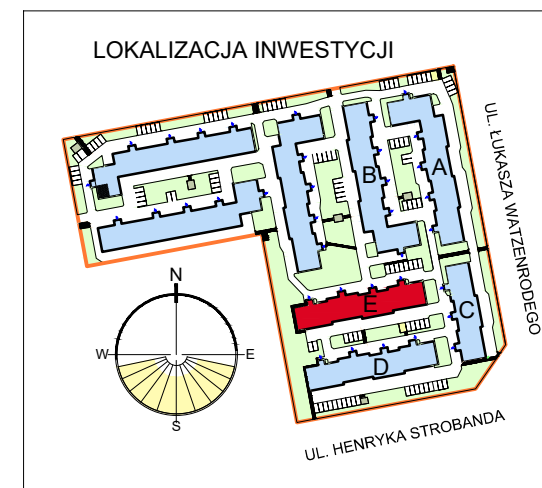 LOKALIZACJA INWESTYCJI
A
B
UL. ŁUKASZA WATZENRODEGO
N
E
C
W
E
D
S
UL. HENRYKA STROBANDA